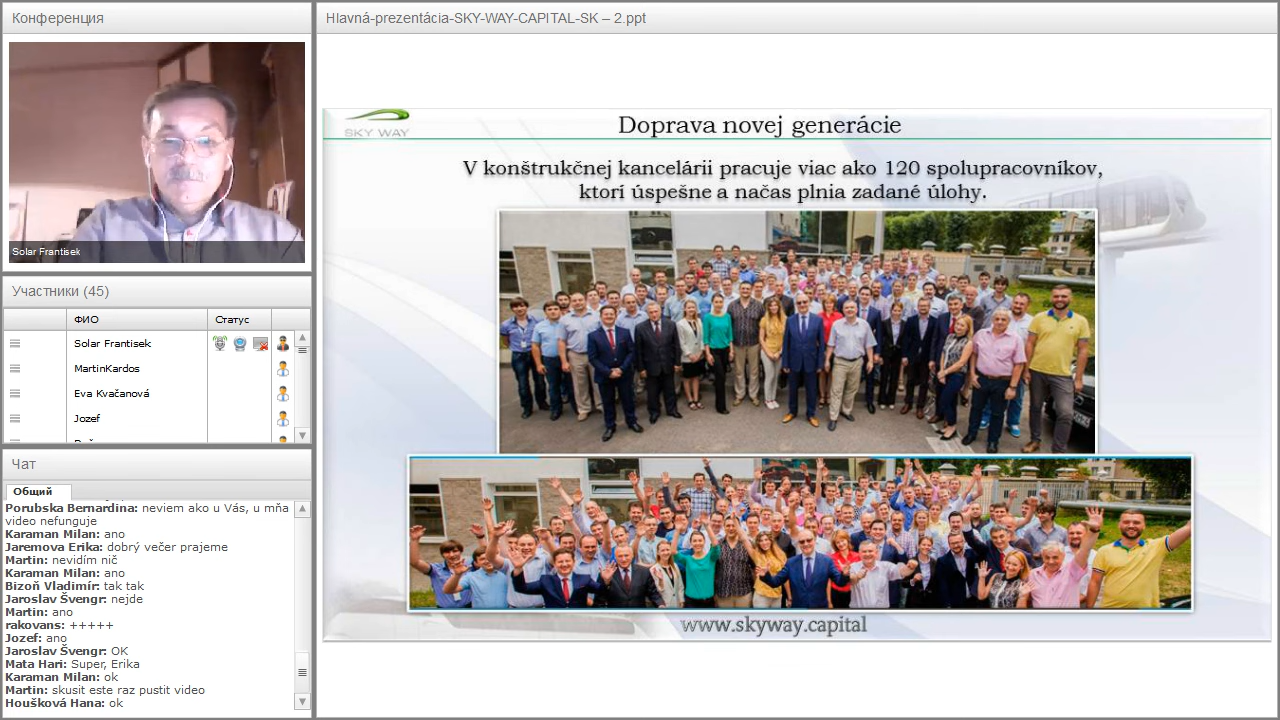 Конференция
Solar Frantisek
Участники (45)
ФИО
Статус
Solar Frantisek
MartinKardos
Eva Kvačanová
Jozef
Чат
Общий
Porubska Bernardina: neviem ako u Vás, u mňa
video nefunguje
Karaman Milan: ano
Jaremova Erika: dobrý večer prajeme
Martin: nevidím nič
Karaman Milan: ano
Bizoň Vladimír: tak tak
Jaroslav Švengr: nejde
Martin: ano
rakovans: +++++
Jozef: ano
Jaroslav Švengr: OK
Mata Hari: Super, Erika
Karaman Milan: ok
Martin: skusit este raz pustit video
Houšková Hana: ok
Hlavná-prezentácia-SKY-WAY-CAPITAL-SK – 2.ppt
SKY WAY
Doprava novej generácie
V konštrukčnej kancelárii pracuje viac ako 120 spolupracovníkov,
ktorí úspešne a načas plnia zadané úlohy.
www.skyway.capital